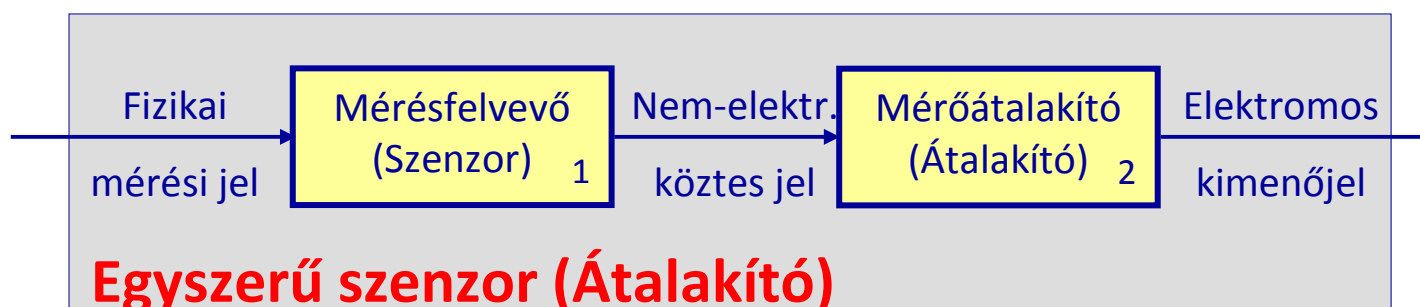 Fizikai
mérési jel
Mérésfelvevő
(Szenzor) 1
Nem-elektr.
köztes jel
Mérőátalakító
(Átalakító) 2
Elektromos
kimenőjel
Egyszerű szenzor (Átalakító)